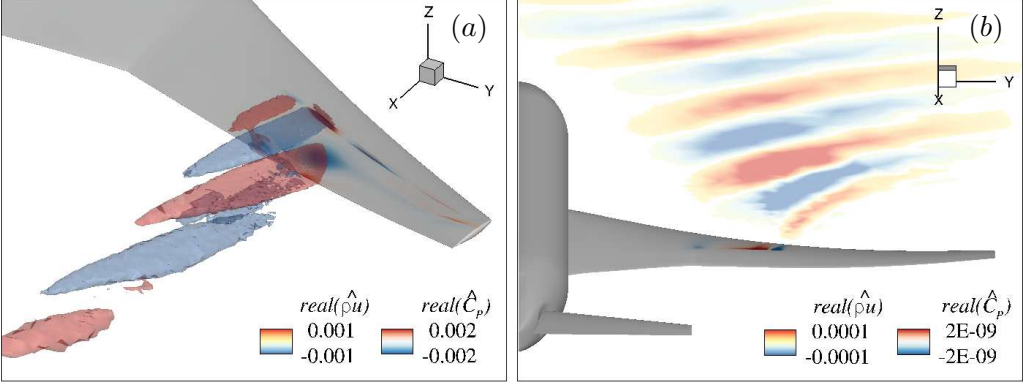 (a)
Z
Y
X
real(ρ̂u) real(Ĉₚ)
0.001 0.002
-0.001 -0.002
(b)
Z
Y
X
real(ρ̂u) real(Ĉₚ)
0.0001 2E-09
-0.0001 -2E-09